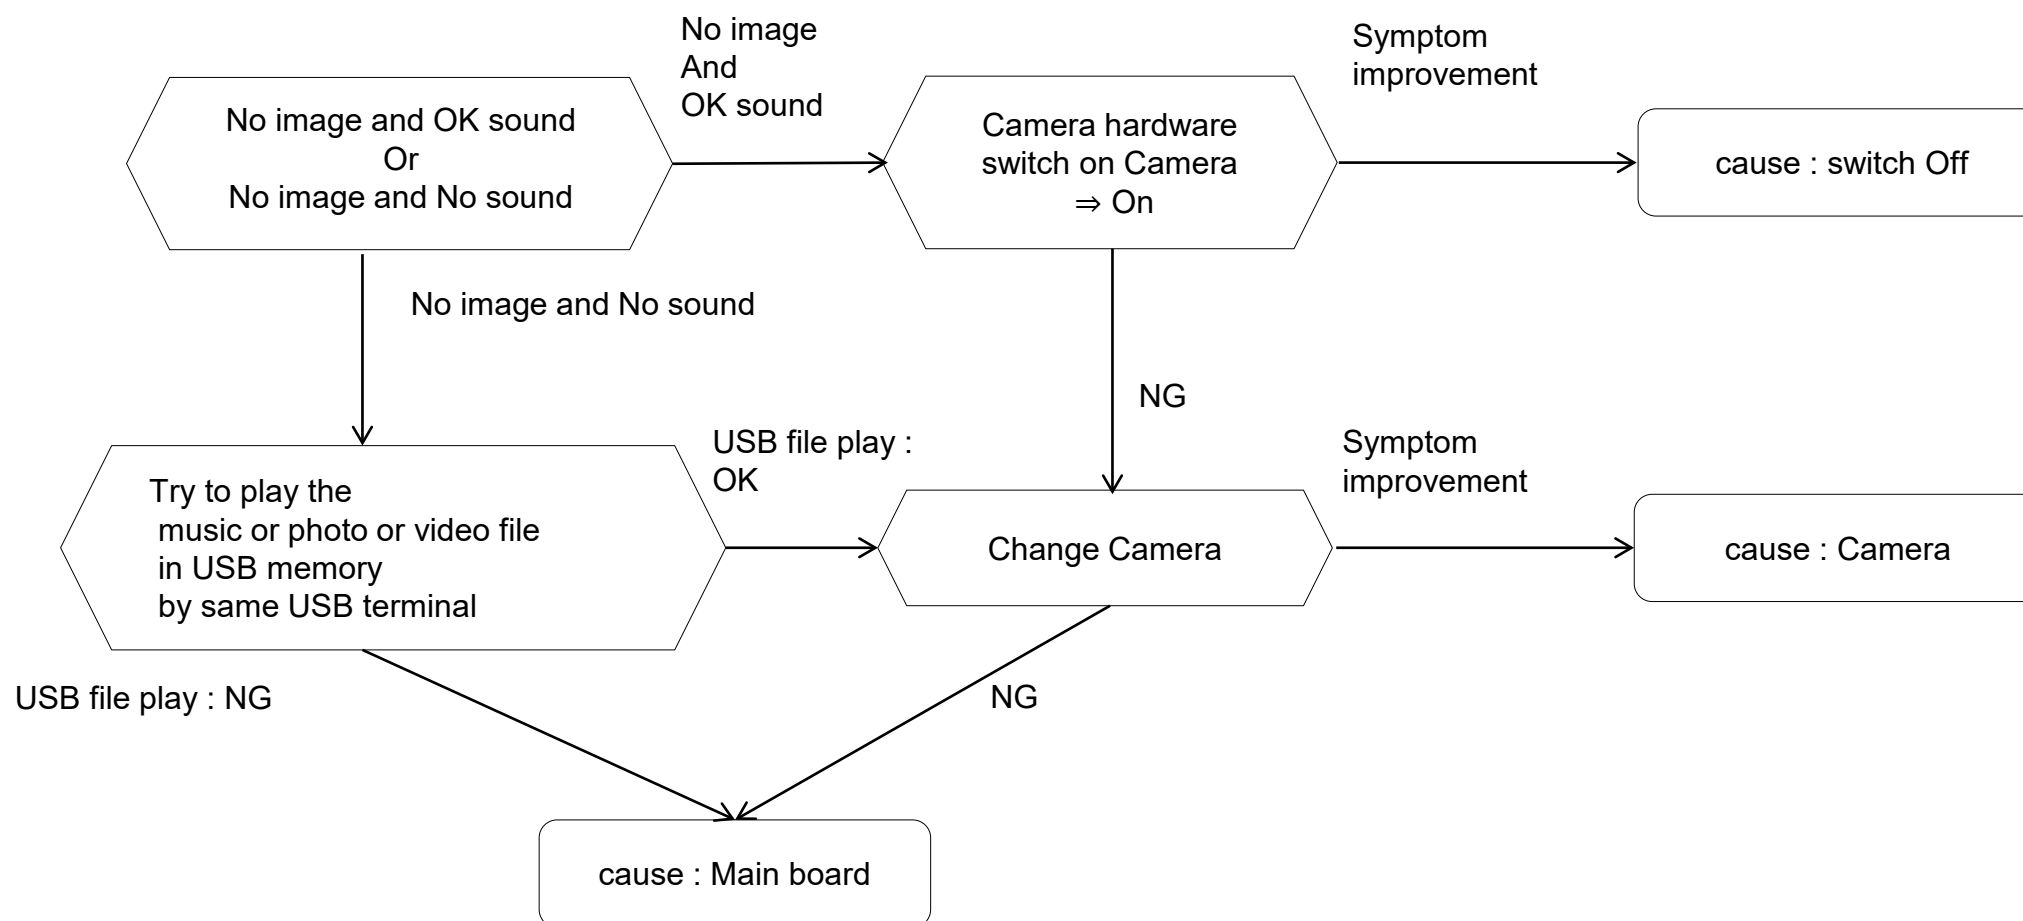 No image
And
OK sound
Symptom
improvement
No image and OK sound
Or
No image and No sound
Camera hardware
switch on Camera
⇒ On
cause : switch Off
No image and No sound
NG
USB file play :
OK
Symptom
improvement
Try to play the
music or photo or video file
in USB memory
by same USB terminal
Change Camera
cause : Camera
USB file play : NG
NG
cause : Main board